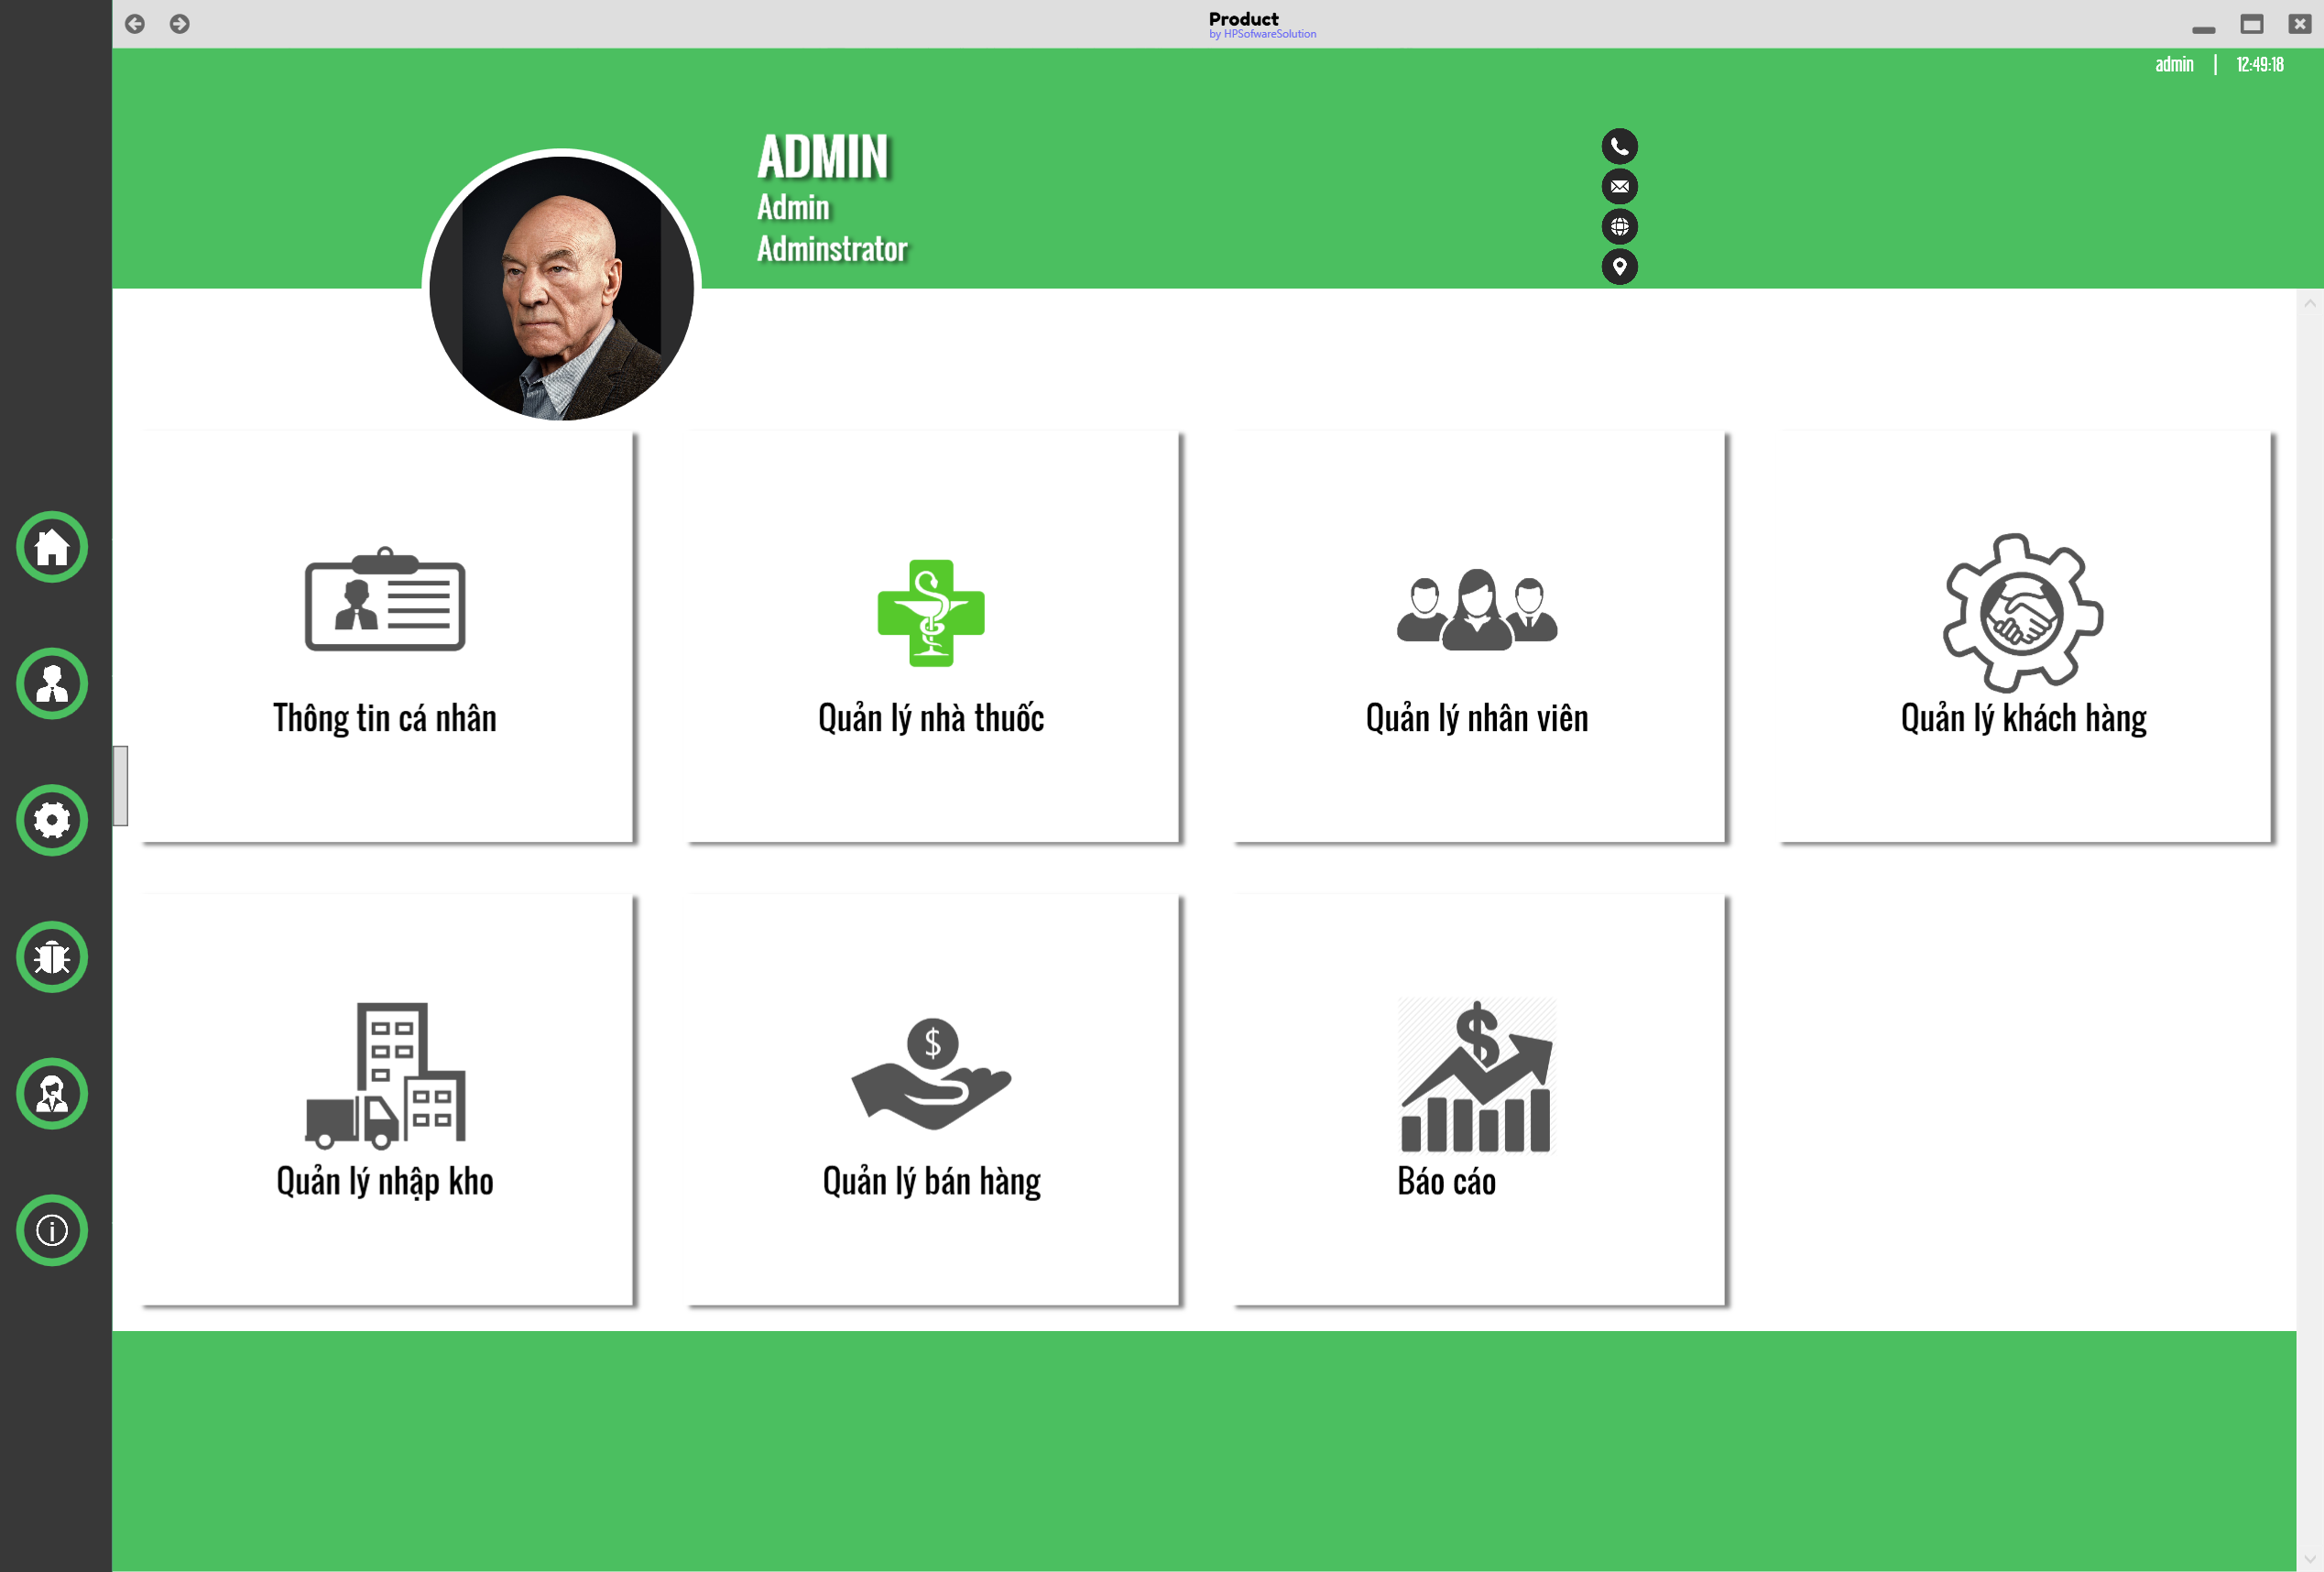 Product
by HPSofwareSolution
admin | 12:49:18
ADMIN
Admin
Adminstrator
Thông tin cá nhân
Quản lý nhà thuốc
Quản lý nhân viên
Quản lý khách hàng
Quản lý nhập kho
Quản lý bán hàng
Báo cáo